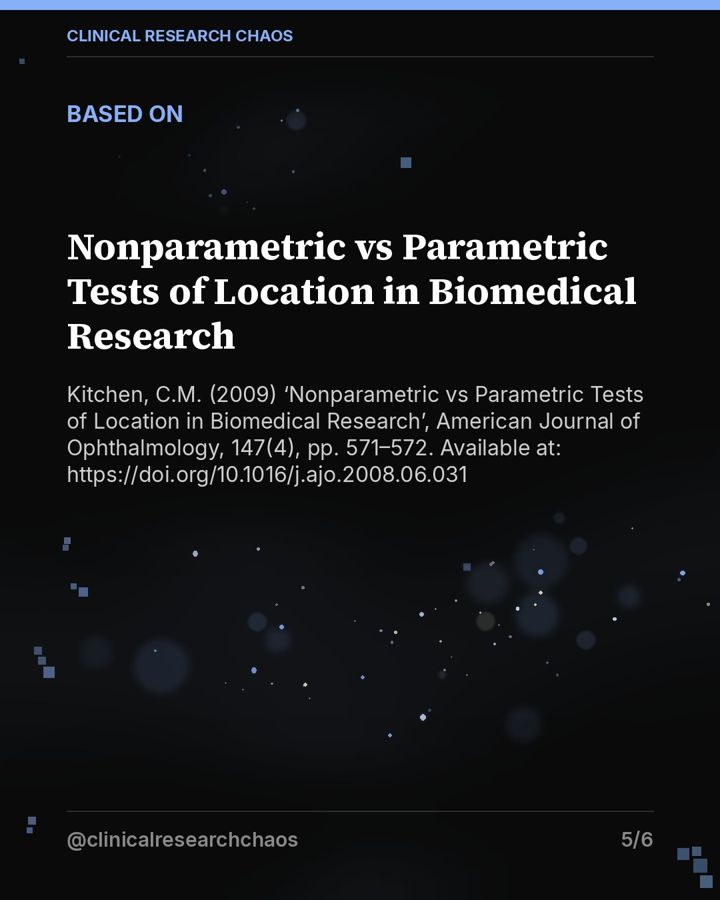 CLINICAL RESEARCH CHAOS
BASED ON
Nonparametric vs Parametric
Tests of Location in Biomedical
Research
Kitchen, C.M. (2009) ‘Nonparametric vs Parametric Tests
of Location in Biomedical Research’, American Journal of
Ophthalmology, 147(4), pp. 571–572. Available at:
https://doi.org/10.1016/j.ajo.2008.06.031
@clinicalresearchchaos
5/6